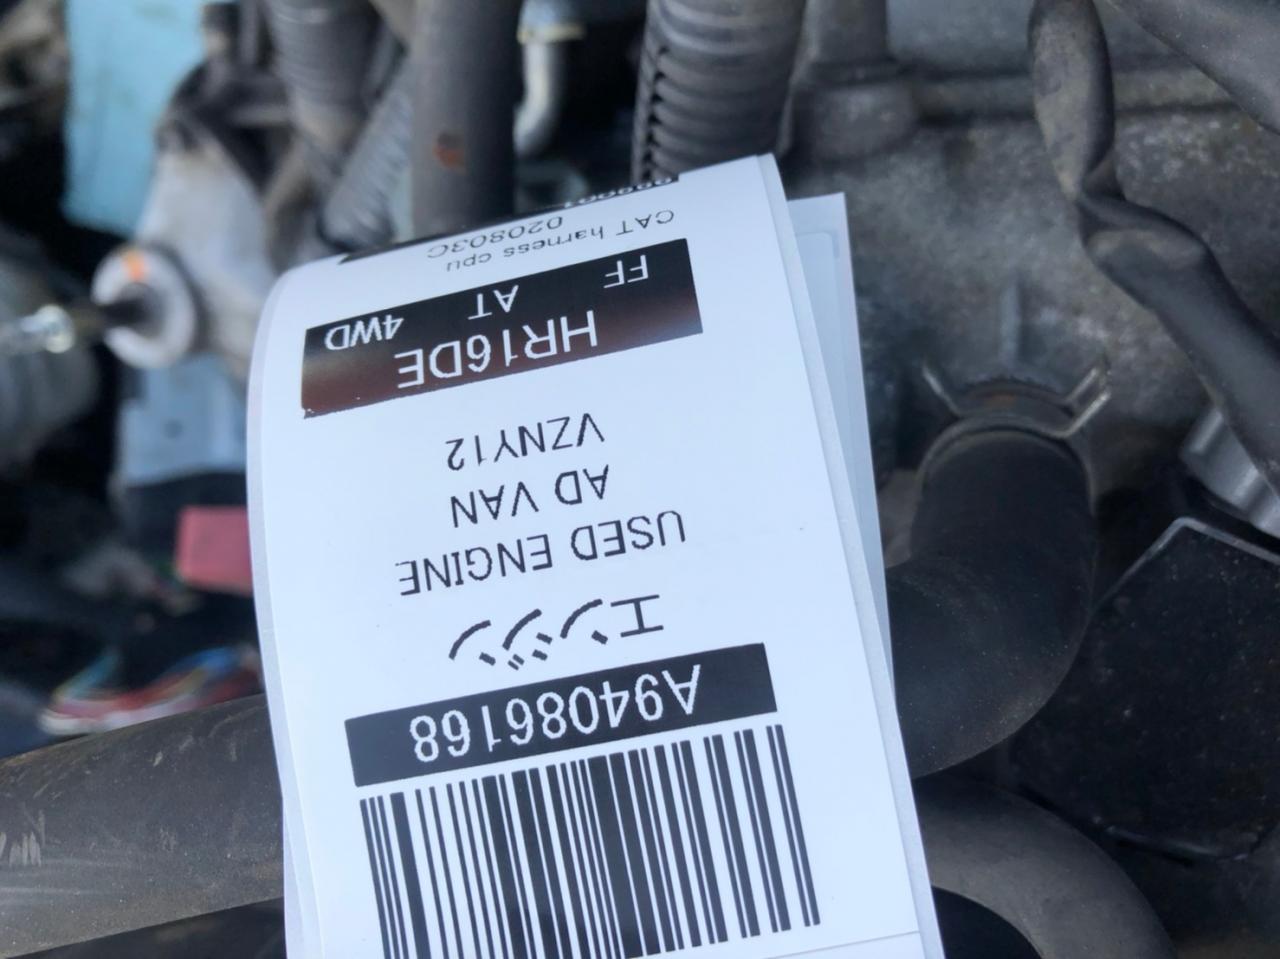 A94086168
エンジン
USED ENGINE
AD VAN
VZNY12
HR16DE
FF AT 4WD
CAT harness cpu
020803C